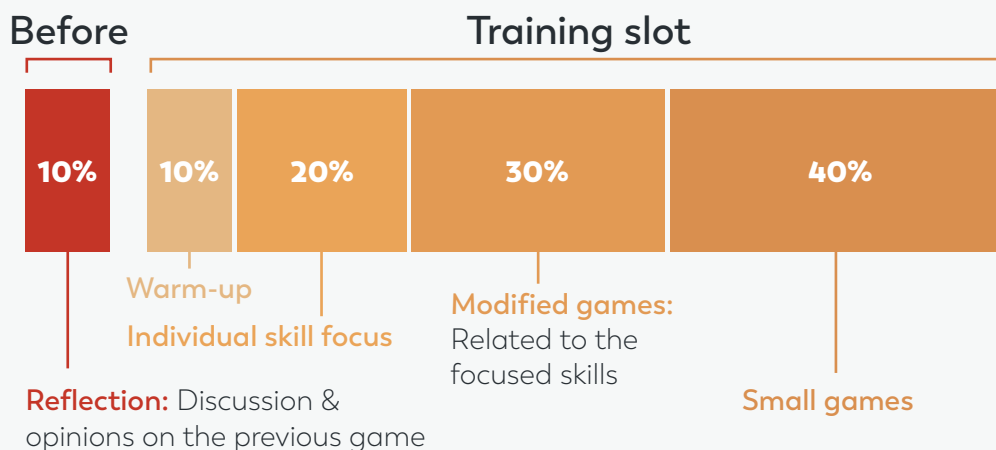 Before
Training slot
10%
10%
20%
30%
40%
Warm-up
Individual skill focus
Modified games:
Related to the
focused skills
Reflection: Discussion &
opinions on the previous game
Small games